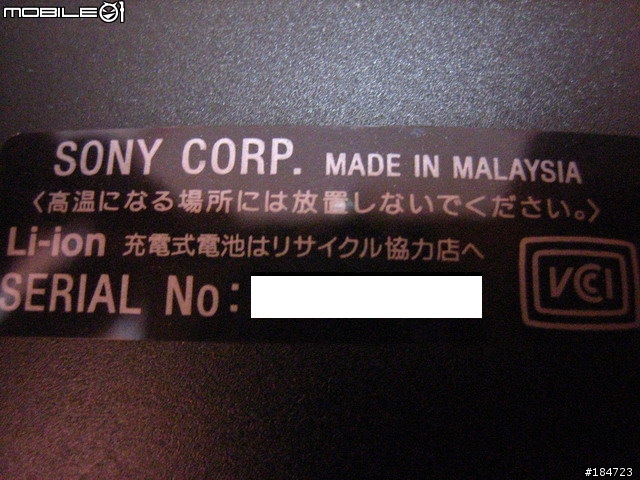 MOBILE01
SONY CORP. MADE IN MALAYSIA
〈高温になる場所には放置しないでください。〉
Li-ion 充電式電池はリサイクル協力店へ
SERIAL No:
VCCI
#184723